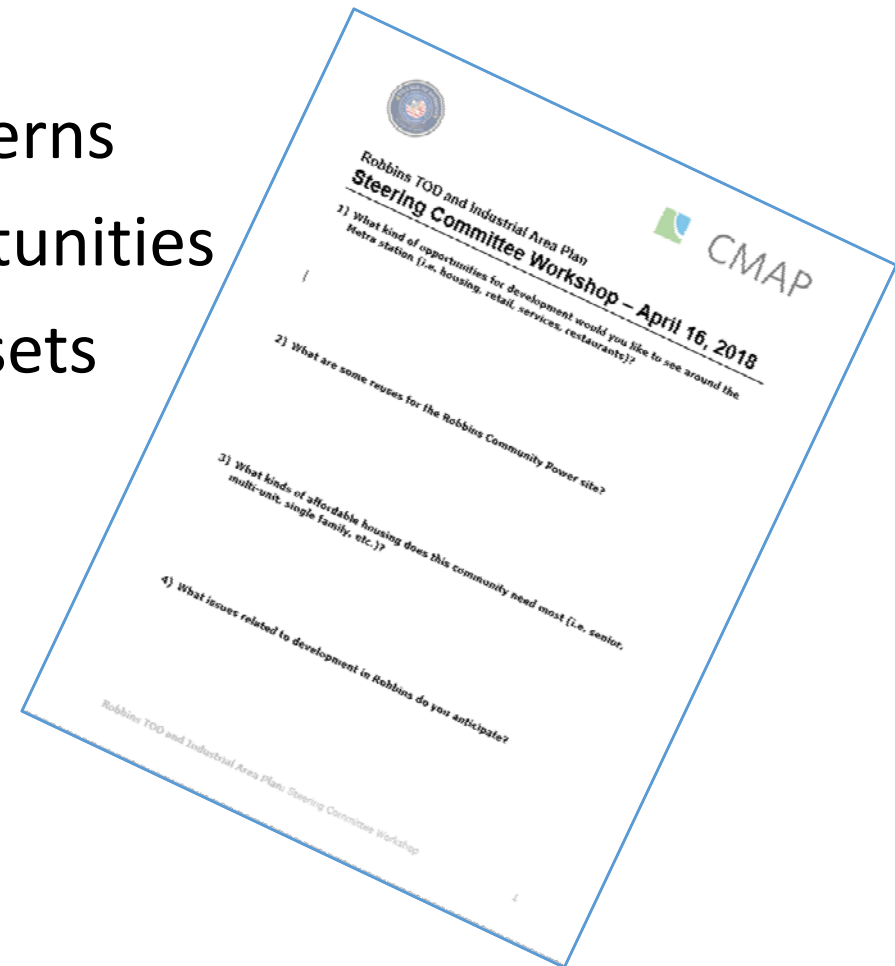 erns
tunities
sets
CMAP
Robbins TOD and Industrial Area Plan
Steering Committee Workshop – April 16, 2018
1) What kind of opportunities for development would you like to see around the
Metra station (i.e. housing, retail, services, restaurants)?
2) What are some reuses for the Robbins Community Power site?
3) What kinds of affordable housing does this community need most (i.e. senior,
multi-unit, single family, etc.)?
4) What issues related to development in Robbins do you anticipate?
Robbins TOD and Industrial Area Plan: Steering Committee Workshop
1